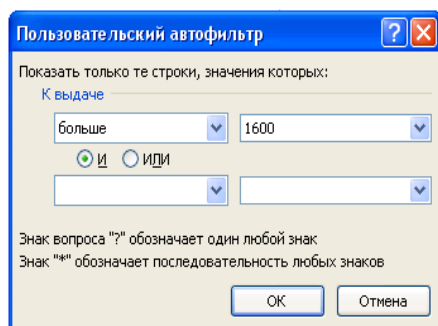 Пользовательский автофильтр
Показать только те строки, значения которых:
К выдаче
больше 1600
И ИЛИ
Знак вопроса "?" обозначает один любой знак
Знак "*" обозначает последовательность любых знаков
ОК Отмена